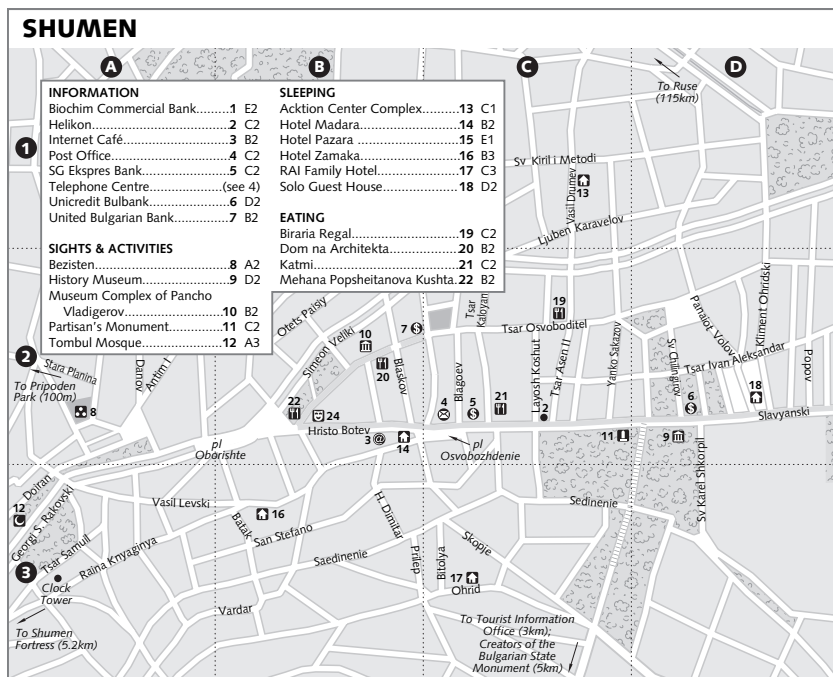 SHUMEN
A
B
C
D
1
2
3
INFORMATION
Biochim Commercial Bank.........1 E2
Helikon..................................2 C2
Internet Café..........................3 B2
Post Office.............................4 C2
SG Ekspres Bank.....................5 C2
Telephone Centre...............(see 4)
Unicredit Bulbank...................6 D2
United Bulgarian Bank.............7 B2
SIGHTS & ACTIVITIES
Bezisten.................................8 A2
History Museum......................9 D2
Museum Complex of Pancho
Vladigerov.........................10 B2
Partisan's Monument.............11 C2
Tombul Mosque....................12 A3
SLEEPING
Acktion Center Complex.........13 C1
Hotel Madara........................14 B2
Hotel Pazara.........................15 E1
Hotel Zamaka........................16 B3
RAI Family Hotel....................17 C3
Solo Guest House..................18 D2
EATING
Biraria Regal.........................19 C2
Dom na Architekta.................20 B2
Katmi...................................21 C2
Mehana Popsheitanova Kushta.22 B2
To Ruse
(115km)
Sv Kiril i Metodi
Vasil Drumev
13
Ljuben Karavelov
Otets Paisiy
Simeon Veliki
10
7
Tsar
Kaloyan
19
Tsar Osvoboditel
Panaiot Volov
Kliment Ohridski
Stara Planina
To Pripoden
Park (100m)
Danov
Antim I
20
Blaskov
Blagoev
Layosh Koshut
Tsar Asen II
Yanko Sakazov
Sv Chilingirov
Tsar Ivan Aleksandar
Popov
8
22
24
4
5
21
2
6
18
Slavyanski
Hristo Botev
3
14
pl
Oborishte
pl
Osvobozhdenie
11
9
Sv Karel Shkorpil
Doiran
12
Georgi S. Rakovski
Vasil Levski
Batak
16
San Stefano
H. Dimitar
Sedinenie
Tsar Samuil
Raina Knyaginya
Saedinenie
Skopje
Prilep
Bitolya
17
Ohrid
Clock
Tower
Vardar
To Shumen
Fortress (5.2km)
To Tourist Information
Office (3km);
Creators of the
Bulgarian State
Monument (5km)